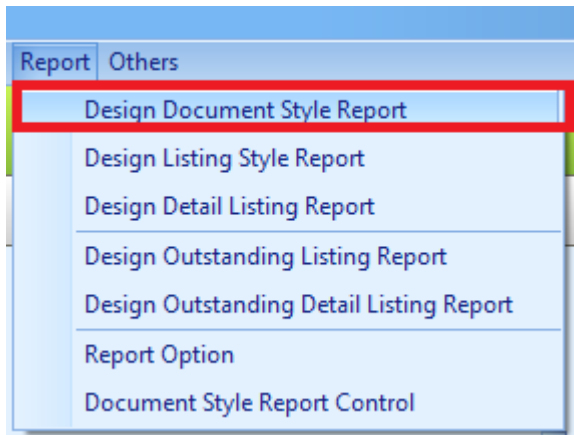 Report Others
Design Document Style Report
Design Listing Style Report
Design Detail Listing Report
Design Outstanding Listing Report
Design Outstanding Detail Listing Report
Report Option
Document Style Report Control